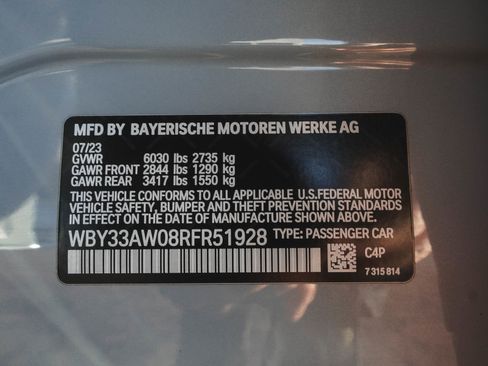 MFD BY BAYERISCHE MOTOREN WERKE AG
07/23
GVWR 6030 lbs 2735 kg
GAWR FRONT 2844 lbs 1290 kg
GAWR REAR 3417 lbs 1550 kg
THIS VEHICLE CONFORMS TO ALL APPLICABLE U.S.FEDERAL MOTOR
VEHICLE SAFETY, BUMPER AND THEFT PREVENTION STANDARDS
IN EFFECT ON THE DATE OF MANUFACTURE SHOWN ABOVE.
WBY33AW08RFR51928 TYPE: PASSENGER CAR
C4P
7 315 814